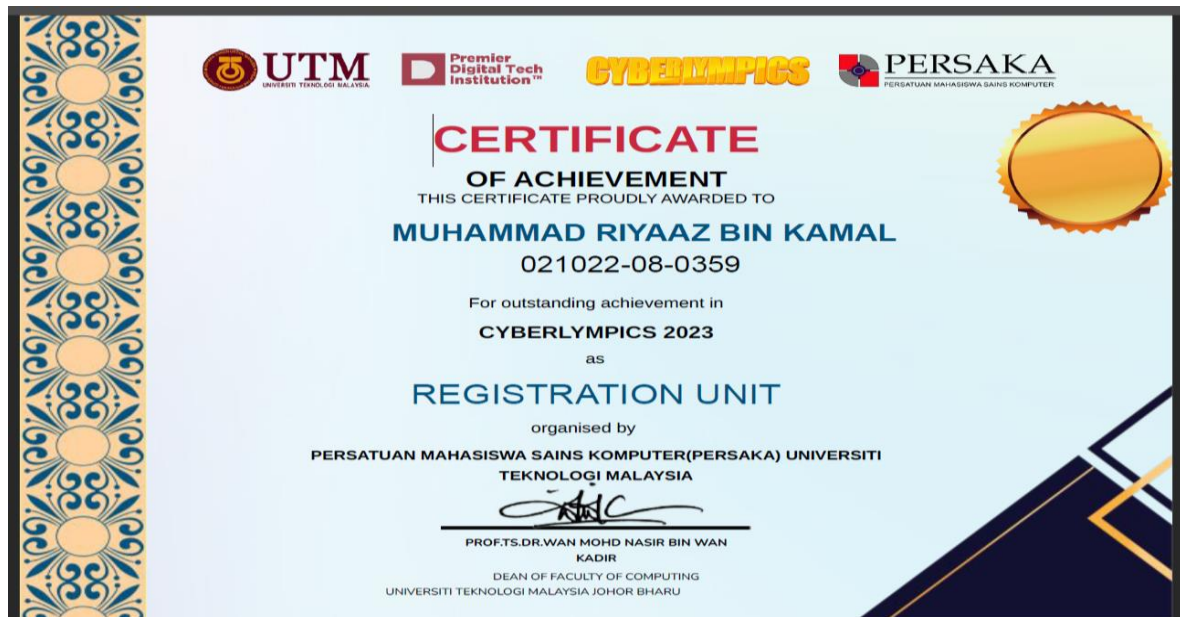 UTM
UNIVERSITI TEKNOLOGI MALAYSIA
Premier
Digital Tech
Institution™
CYBERLYMPICS
PERSAKA
PERSATUAN MAHASISWA SAINS KOMPUTER
CERTIFICATE
OF ACHIEVEMENT
THIS CERTIFICATE PROUDLY AWARDED TO
MUHAMMAD RIYAAZ BIN KAMAL
021022-08-0359
For outstanding achievement in
CYBERLYMPICS 2023
as
REGISTRATION UNIT
organised by
PERSATUAN MAHASISWA SAINS KOMPUTER(PERSAKA) UNIVERSITI
TEKNOLOGI MALAYSIA
PROF.TS.DR.WAN MOHD NASIR BIN WAN
KADIR
DEAN OF FACULTY OF COMPUTING
UNIVERSITI TEKNOLOGI MALAYSIA JOHOR BHARU